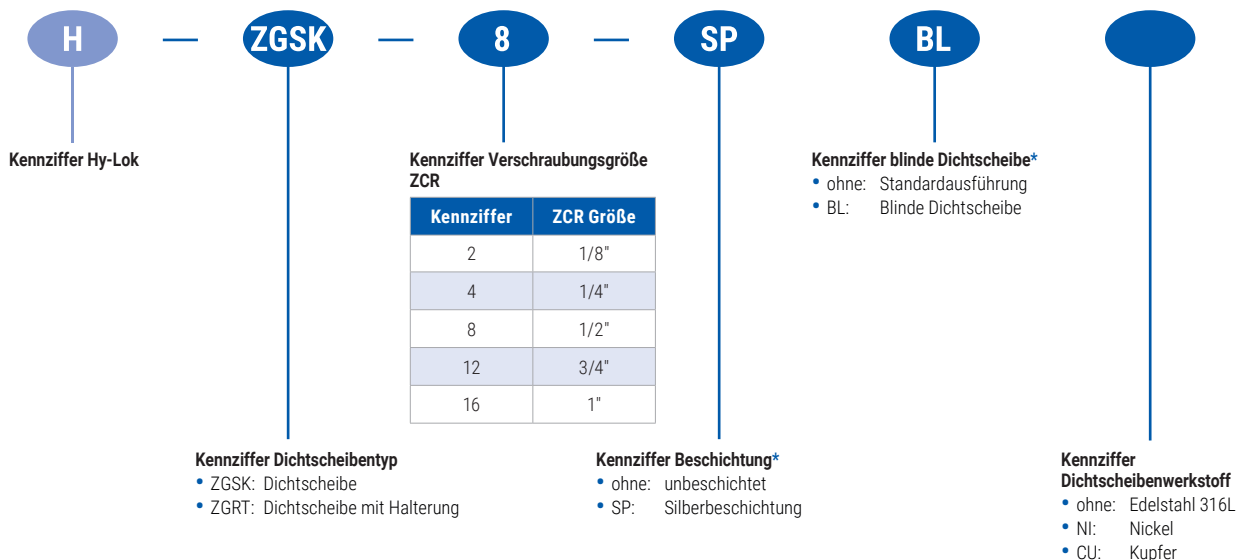 H — ZGSK — 8 — SP BL
Kennziffer Hy-Lok
Kennziffer Verschraubungsgröße
ZCR
Kennziffer ZCR Größe
2 1/8"
4 1/4"
8 1/2"
12 3/4"
16 1"
Kennziffer blinde Dichtscheibe*
• ohne: Standardausführung
• BL: Blinde Dichtscheibe
Kennziffer Dichtscheibentyp
• ZGSK: Dichtscheibe
• ZGRT: Dichtscheibe mit Halterung
Kennziffer Beschichtung*
• ohne: unbeschichtet
• SP: Silberbeschichtung
Kennziffer
Dichtscheibenwerkstoff
• ohne: Edelstahl 316L
• NI: Nickel
• CU: Kupfer